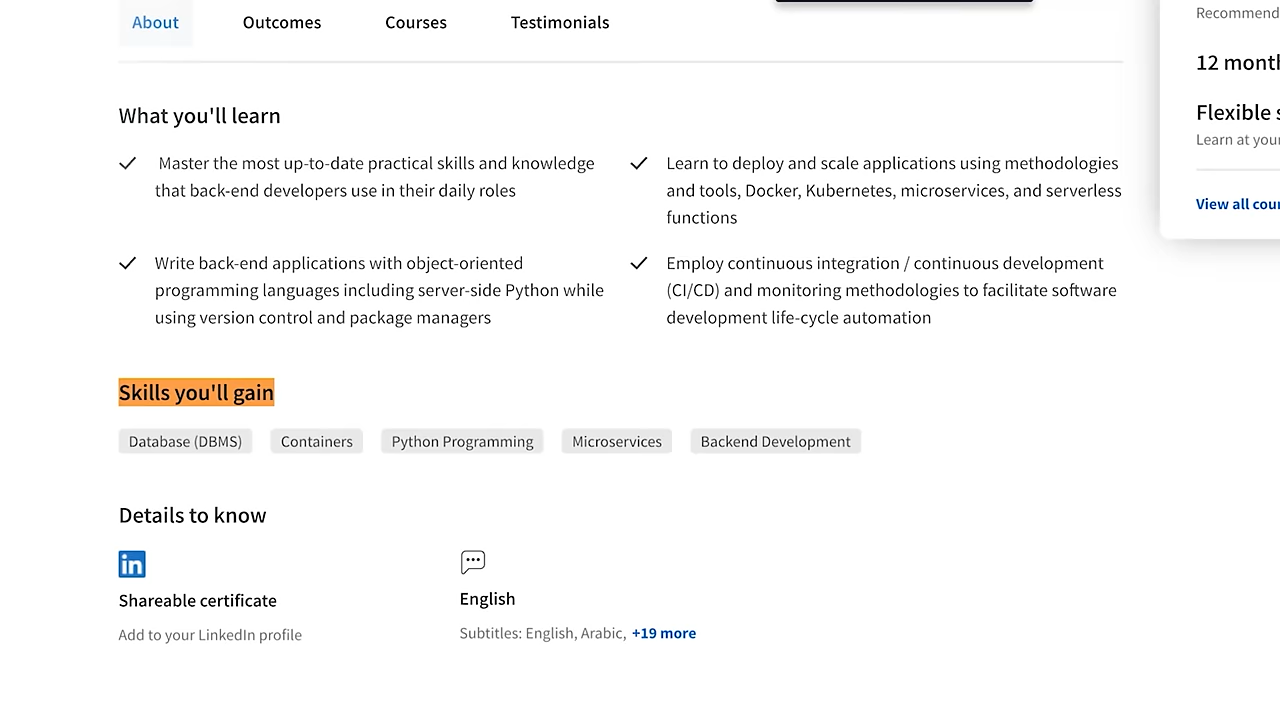 About
Outcomes
Courses
Testimonials
Recommend
12 month
Flexible s
Learn at your
View all cour
What you'll learn
Master the most up-to-date practical skills and knowledge
that back-end developers use in their daily roles
Learn to deploy and scale applications using methodologies
and tools, Docker, Kubernetes, microservices, and serverless
functions
Write back-end applications with object-oriented
programming languages including server-side Python while
using version control and package managers
Employ continuous integration / continuous development
(CI/CD) and monitoring methodologies to facilitate software
development life-cycle automation
Skills you'll gain
Database (DBMS)
Containers
Python Programming
Microservices
Backend Development
Details to know
in
Shareable certificate
Add to your LinkedIn profile
English
Subtitles: English, Arabic, +19 more